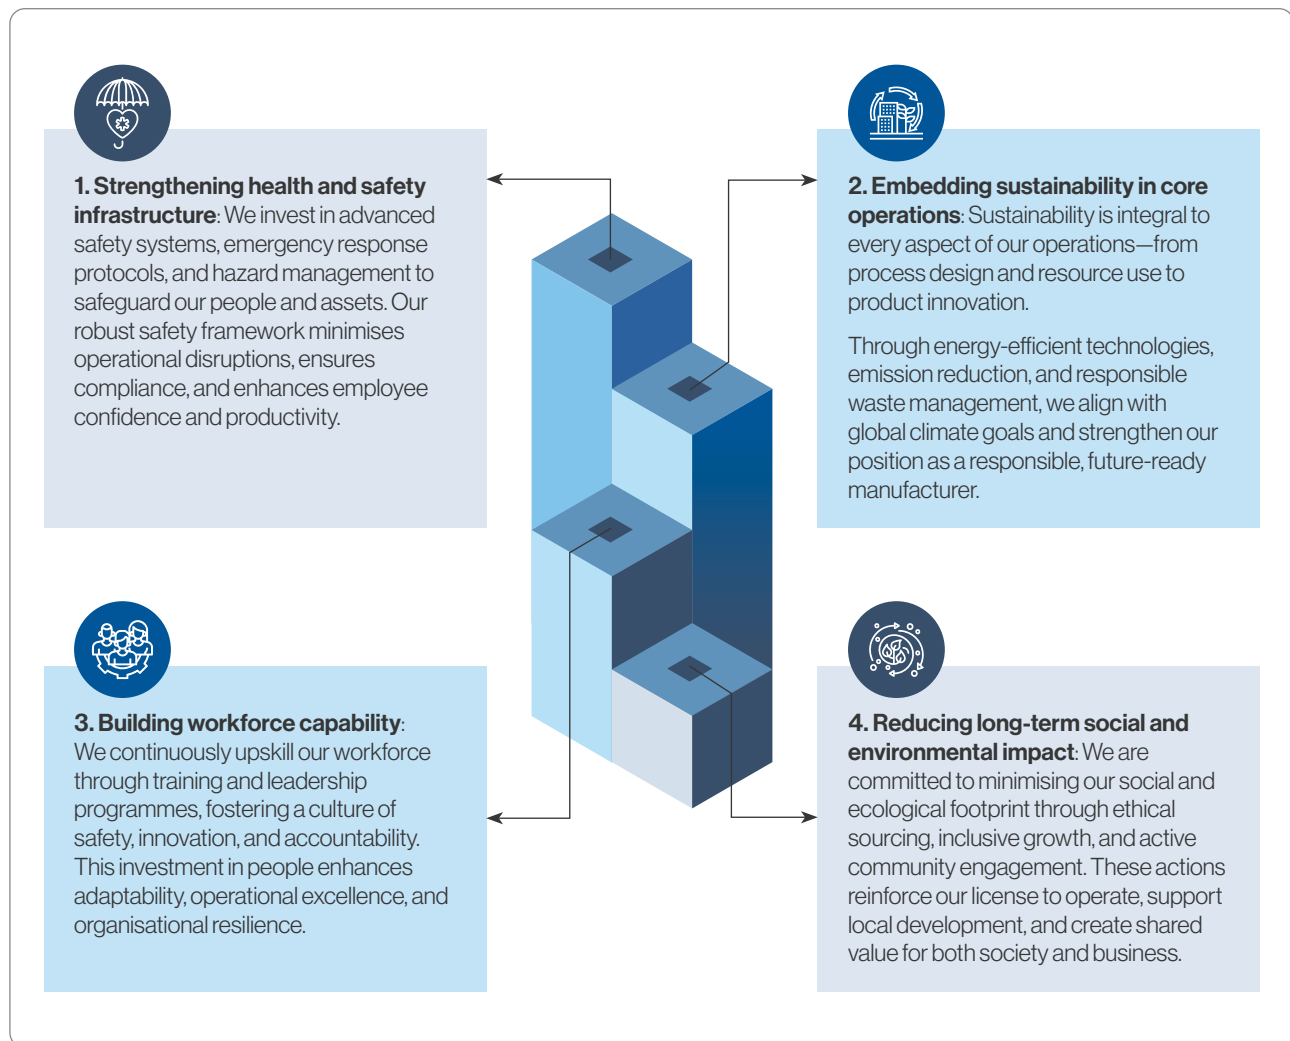 1. Strengthening health and safety
infrastructure: We invest in advanced
safety systems, emergency response
protocols, and hazard management to
safeguard our people and assets. Our
robust safety framework minimises
operational disruptions, ensures
compliance, and enhances employee
confidence and productivity.
2. Embedding sustainability in core
operations: Sustainability is integral to
every aspect of our operations—from
process design and resource use to
product innovation.
Through energy-efficient technologies,
emission reduction, and responsible
waste management, we align with
global climate goals and strengthen our
position as a responsible, future-ready
manufacturer.
3. Building workforce capability:
We continuously upskill our workforce
through training and leadership
programmes, fostering a culture of
safety, innovation, and accountability.
This investment in people enhances
adaptability, operational excellence, and
organisational resilience.
4. Reducing long-term social and
environmental impact: We are
committed to minimising our social and
ecological footprint through ethical
sourcing, inclusive growth, and active
community engagement. These actions
reinforce our license to operate, support
local development, and create shared
value for both society and business.